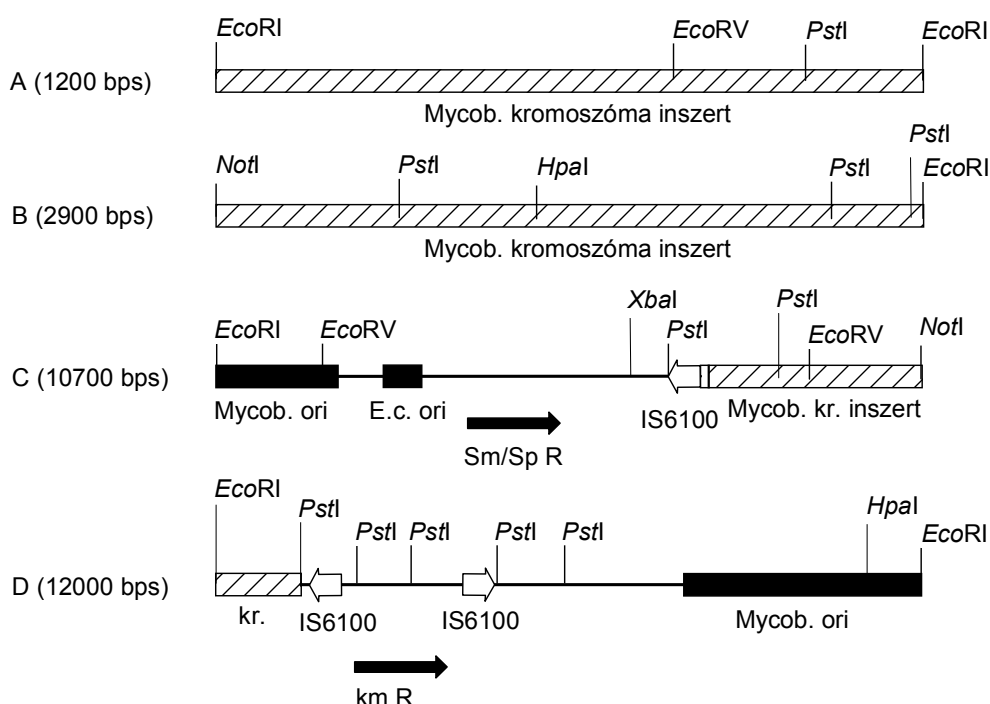 EcoRI EcoRV PstI EcoRI
A (1200 bps)
Mycob. kromoszóma inszert
PstI
NotI PstI HpaI PstI EcoRI
B (2900 bps)
Mycob. kromoszóma inszert
XbaI PstI
EcoRI EcoRV PstI EcoRV NotI
C (10700 bps)
Mycob. ori E.c. ori IS6100 Mycob. kr. inszert
Sm/Sp R
EcoRI PstI PstI PstI PstI PstI HpaI EcoRI
D (12000 bps)
kr. IS6100 IS6100 Mycob. ori
km R